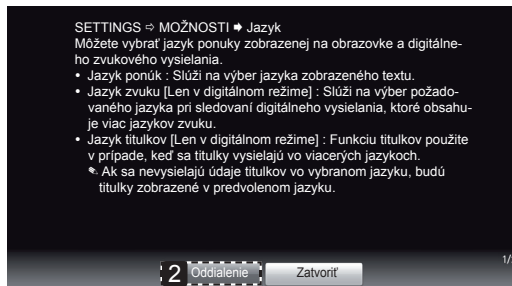 SETTINGS ⇨ MOŽNOSTI ➧ Jazyk
Môžete vybrať jazyk ponuky zobrazenej na obrazovke a digitálne-
ho zvukového vysielania.
• Jazyk ponúk : Slúži na výber jazyka zobrazeného textu.
• Jazyk zvuku [Len v digitálnom režime] : Slúži na výber požado-
vaného jazyka pri sledovaní digitálneho vysielania, ktoré obsahu-
je viac jazykov zvuku.
• Jazyk titulkov [Len v digitálnom režime] : Funkciu titulkov použite
v prípade, keď sa titulky vysielajú vo viacerých jazykoch.
✎ Ak sa nevysielajú údaje titulkov vo vybranom jazyku, budú
titulky zobrazené v predvolenom jazyku.
1/
2 Oddialenie Zatvoriť